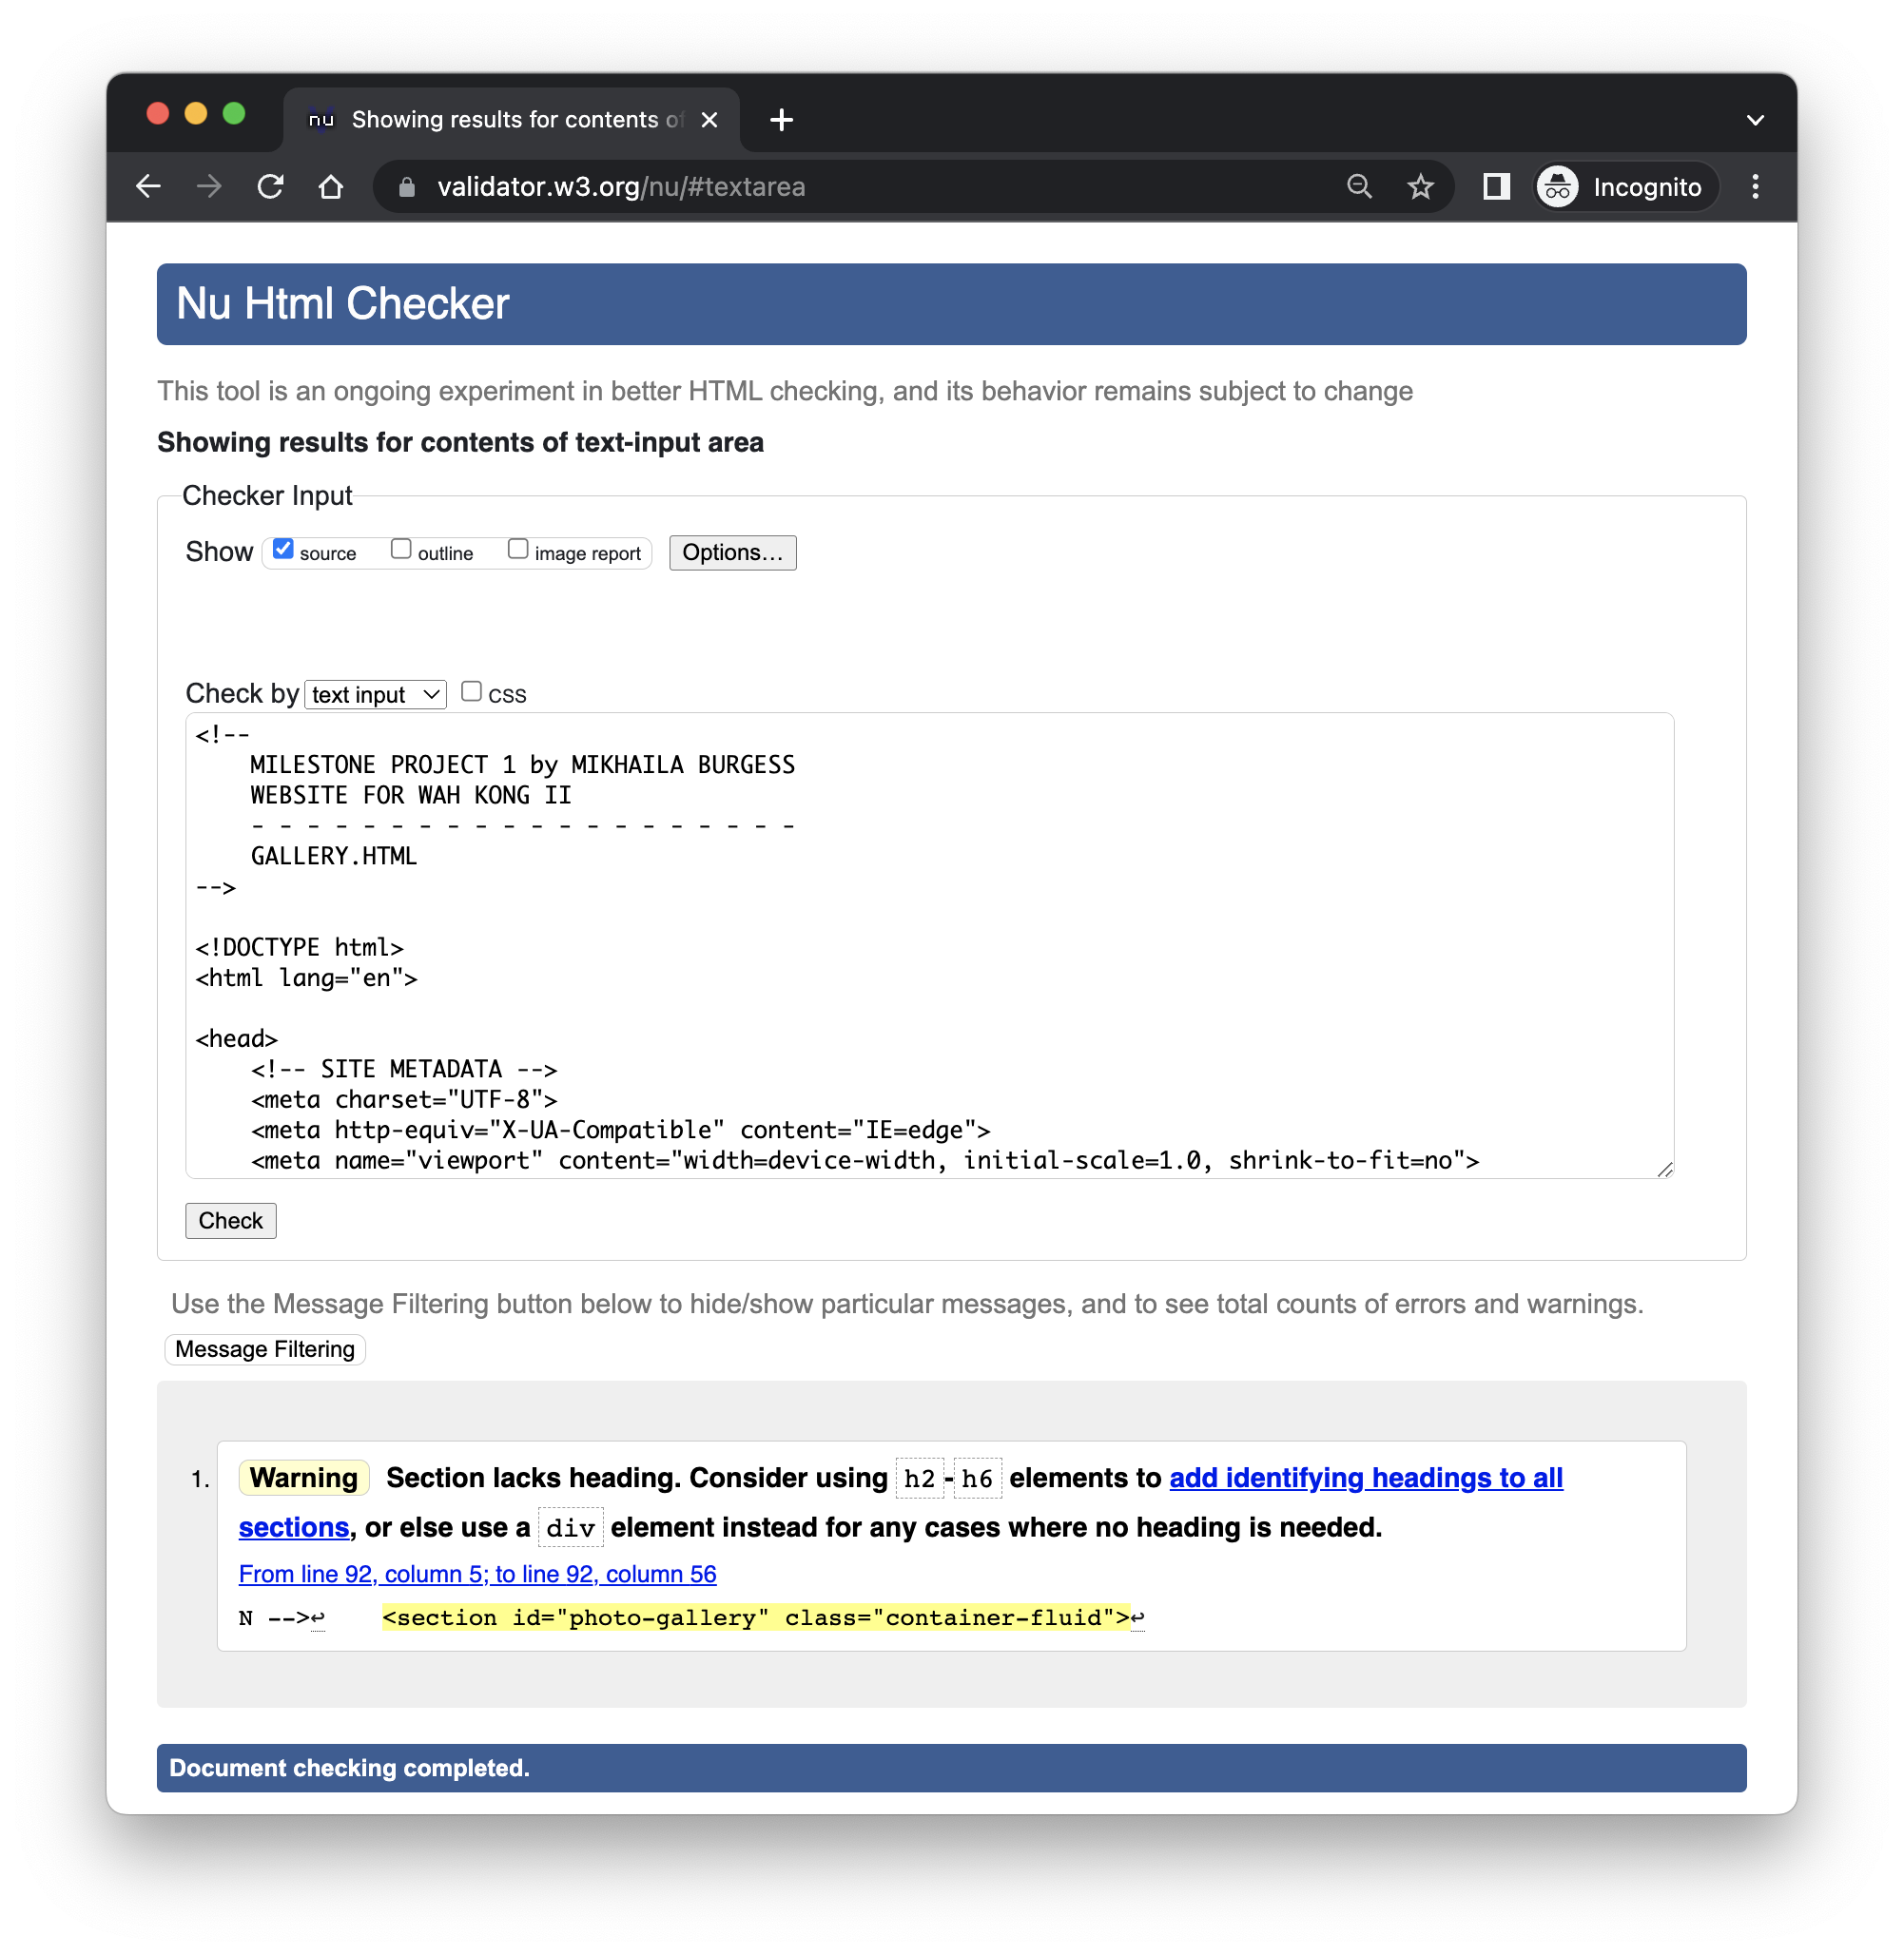 nu Showing results for contents of
validator.w3.org/nu/#textarea Incognito
Nu Html Checker
This tool is an ongoing experiment in better HTML checking, and its behavior remains subject to change
Showing results for contents of text-input area
Checker Input
Show source outline image report Options...
Check by text input CSS
<!--
    MILESTONE PROJECT 1 by MIKHAILA BURGESS
    WEBSITE FOR WAH KONG II
    - - - - - - - - - - - - - - - - - - - -
    GALLERY.HTML
-->
<!DOCTYPE html>
<html lang="en">
<head>
    <!-- SITE METADATA -->
    <meta charset="UTF-8">
    <meta http-equiv="X-UA-Compatible" content="IE=edge">
    <meta name="viewport" content="width=device-width, initial-scale=1.0, shrink-to-fit=no">
Check
Use the Message Filtering button below to hide/show particular messages, and to see total counts of errors and warnings.
Message Filtering
1. Warning Section lacks heading. Consider using h2-h6 elements to add identifying headings to all
sections, or else use a div element instead for any cases where no heading is needed.
From line 92, column 5; to line 92, column 56
N -->↩    <section id="photo-gallery" class="container-fluid">↩
Document checking completed.